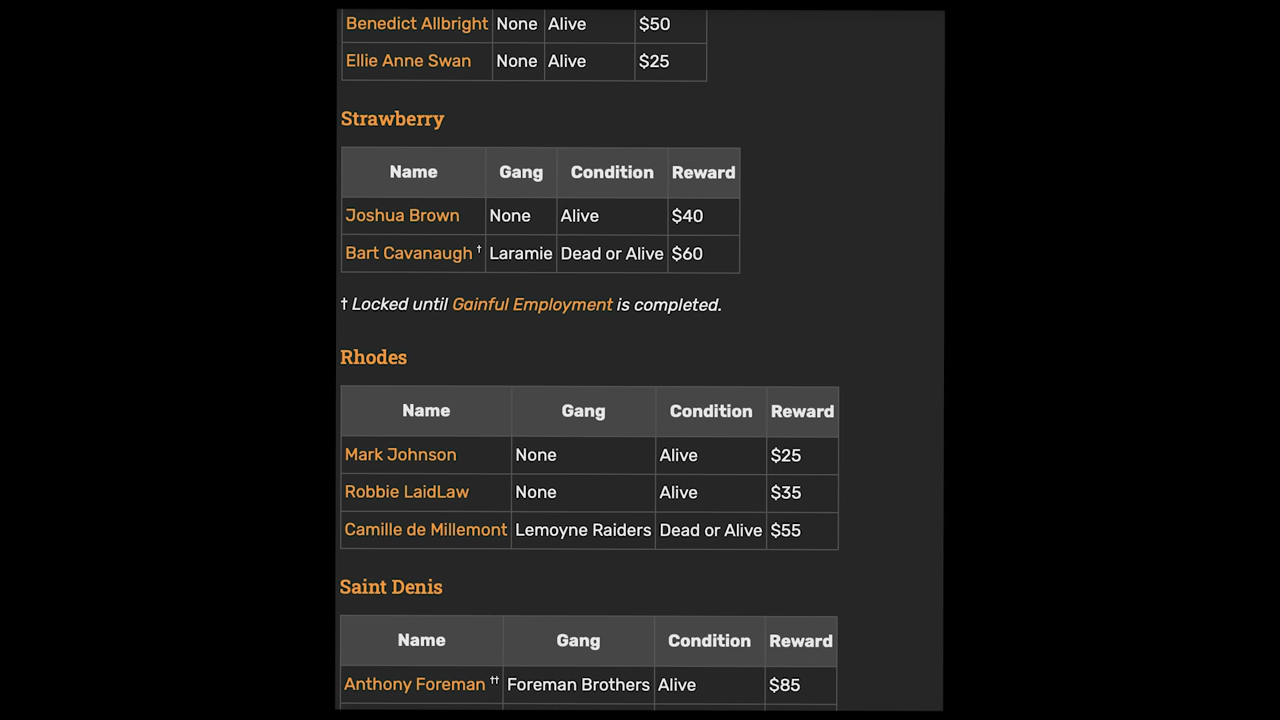 Benedict Allbright None Alive $50
Ellie Anne Swan None Alive $25
Strawberry
Name Gang Condition Reward
Joshua Brown None Alive $40
Bart Cavanaugh † Laramie Dead or Alive $60
† Locked until Gainful Employment is completed.
Rhodes
Name Gang Condition Reward
Mark Johnson None Alive $25
Robbie LaidLaw None Alive $35
Camille de Millemont Lemoyne Raiders Dead or Alive $55
Saint Denis
Name Gang Condition Reward
Anthony Foreman †† Foreman Brothers Alive $85